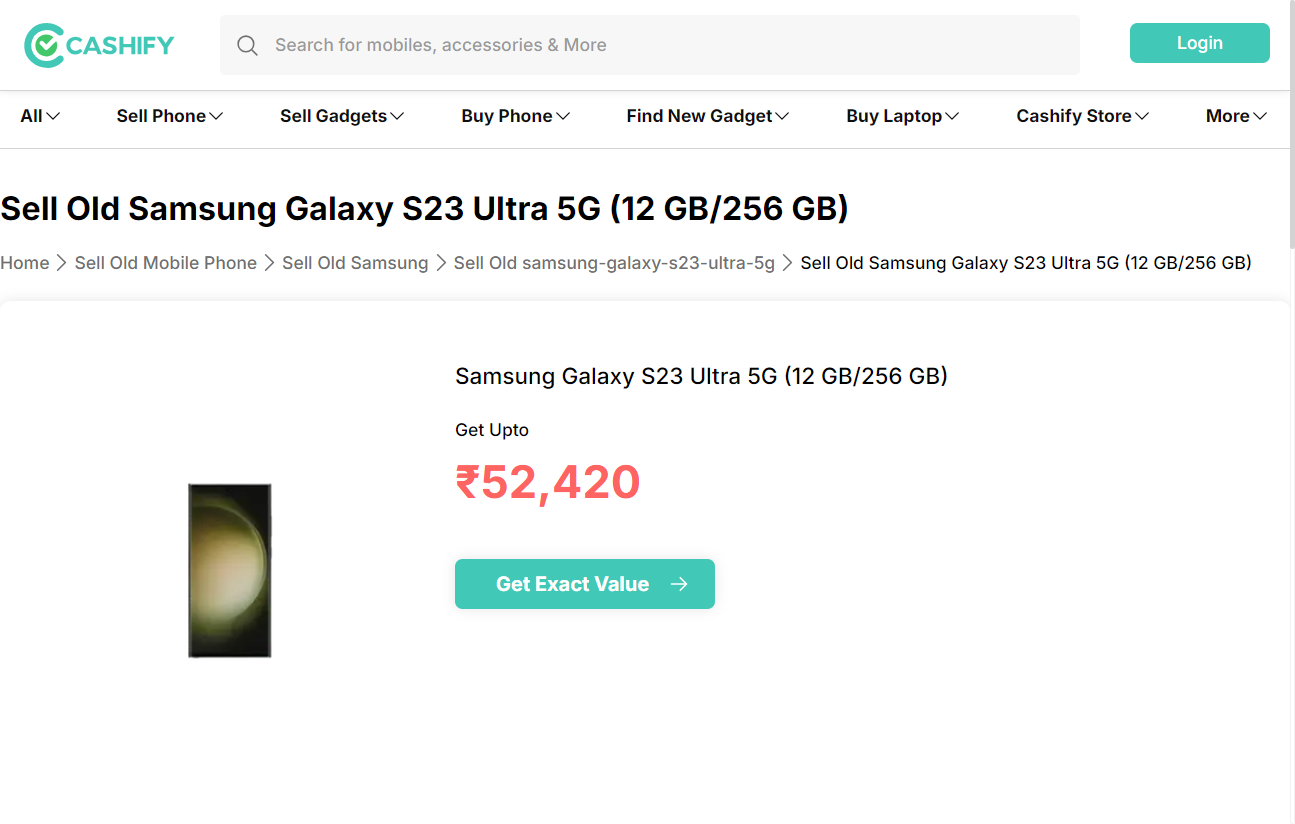 CASHIFY
Search for mobiles, accessories & More
Login
All Sell Phone Sell Gadgets Buy Phone Find New Gadget Buy Laptop Cashify Store More
Sell Old Samsung Galaxy S23 Ultra 5G (12 GB/256 GB)
Home Sell Old Mobile Phone Sell Old Samsung Sell Old samsung-galaxy-s23-ultra-5g Sell Old Samsung Galaxy S23 Ultra 5G (12 GB/256 GB)
Samsung Galaxy S23 Ultra 5G (12 GB/256 GB)
Get Upto
₹52,420
Get Exact Value